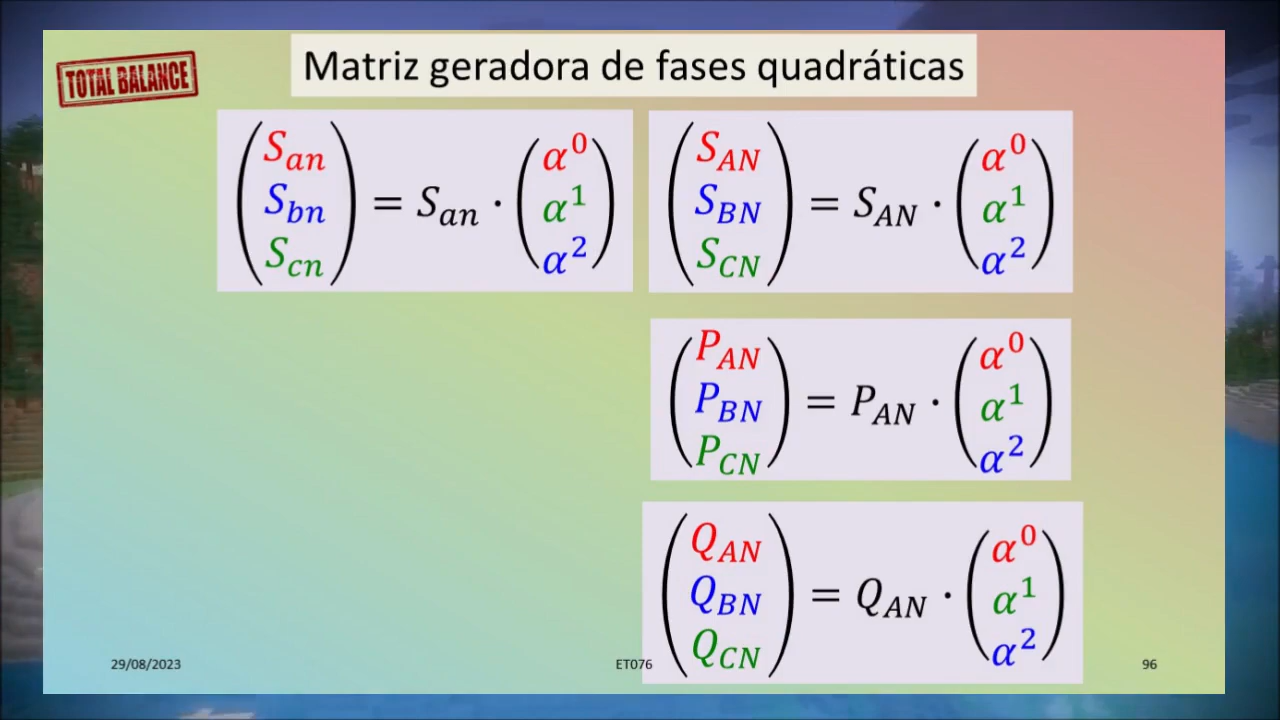 TOTAL BALANCE
Matriz geradora de fases quadráticas
(S_an S_bn S_cn) = S_an · (α^0 α^1 α^2)
(S_AN S_BN S_CN) = S_AN · (α^0 α^1 α^2)
(P_AN P_BN P_CN) = P_AN · (α^0 α^1 α^2)
(Q_AN Q_BN Q_CN) = Q_AN · (α^0 α^1 α^2)
29/08/2023 ET076 96